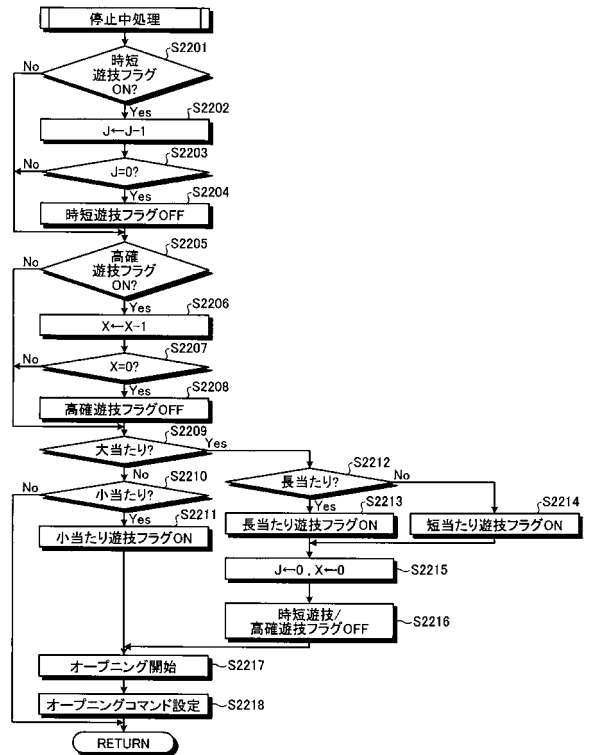 停止中処理
S2201
時短
遊技フラグ
ON?
No
Yes
S2202
J←J-1
S2203
J=0?
No
Yes
S2204
時短遊技フラグOFF
S2205
高確
遊技フラグ
ON?
No
Yes
S2206
X←X-1
S2207
X=0?
No
Yes
S2208
高確遊技フラグOFF
S2209
大当たり?
Yes
No
S2210
小当たり?
No
Yes
S2211
小当たり遊技フラグON
S2212
長当たり?
No
Yes
S2213
長当たり遊技フラグON
S2214
短当たり遊技フラグON
J←0 , X←0
S2215
時短遊技/
高確遊技フラグOFF
S2216
オープニング開始
S2217
オープニングコマンド設定
S2218
RETURN